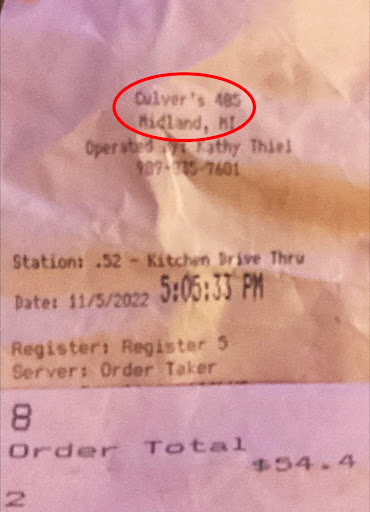 Culver's 485
Midland, MI
Operated By: Kathy Thiel
Station: .52 - Kitchen Drive Thru
Date: 11/5/2022 5:05:33 PM
Register: Register 5
Server: Order Taker
8
Order Total
$54.4
2